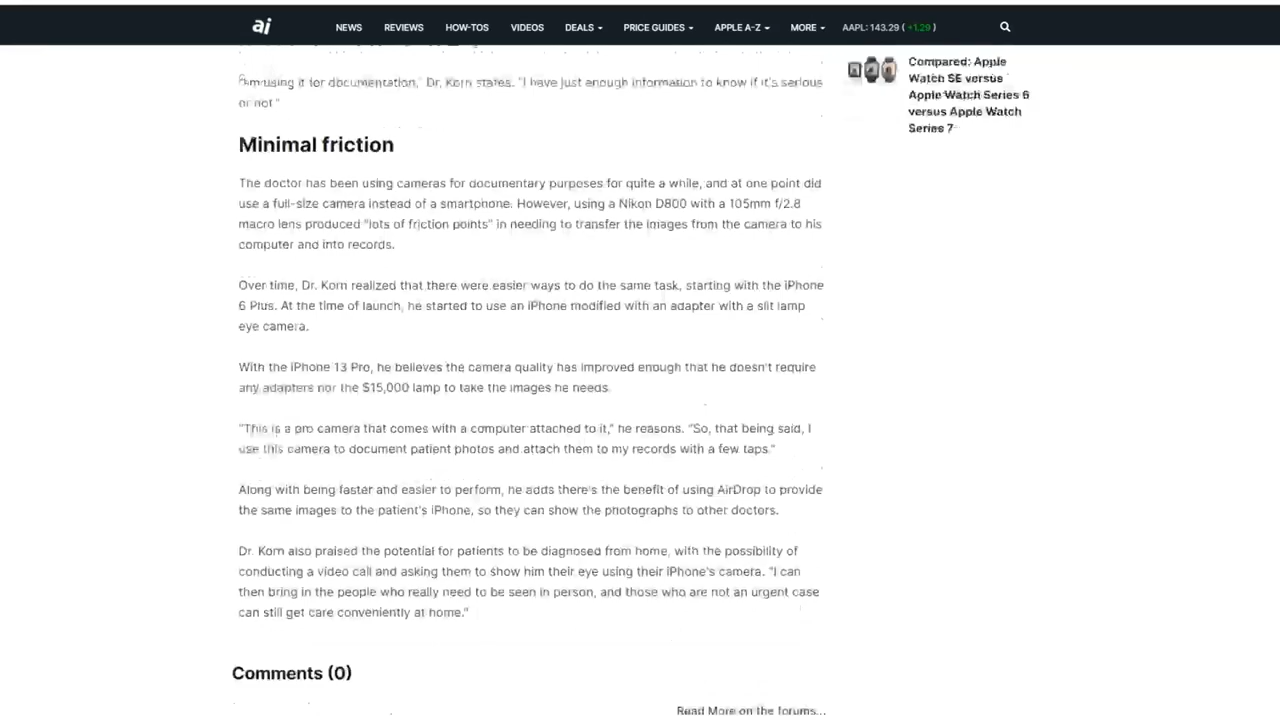 ai NEWS REVIEWS HOW-TOS VIDEOS DEALS PRICE GUIDES APPLE A-Z MORE AAPL: 143.29 ( +1.29 )
Compared: Apple
Watch SE versus
Apple Watch Series 6
versus Apple Watch
Series 7
using it for documentation," Dr. Korn states. "I have just enough information to know if it's serious
or not."
Minimal friction
The doctor has been using cameras for documentary purposes for quite a while, and at one point did
use a full-size camera instead of a smartphone. However, using a Nikon D800 with a 105mm f/2.8
macro lens produced "lots of friction points" in needing to transfer the images from the camera to his
computer and into records.
Over time, Dr. Korn realized that there were easier ways to do the same task, starting with the iPhone
6 Plus. At the time of launch, he started to use an iPhone modified with an adapter with a slit lamp
eye camera.
With the iPhone 13 Pro, he believes the camera quality has improved enough that he doesn't require
any adapters nor the $15,000 lamp to take the images he needs.
"This is a pro camera that comes with a computer attached to it," he reasons. "So, that being said, I
use this camera to document patient photos and attach them to my records with a few taps."
Along with being faster and easier to perform, he adds there's the benefit of using AirDrop to provide
the same images to the patient's iPhone, so they can show the photographs to other doctors.
Dr. Korn also praised the potential for patients to be diagnosed from home, with the possibility of
conducting a video call and asking them to show him their eye using their iPhone's camera. "I can
then bring in the people who really need to be seen in person, and those who are not an urgent case
can still get care conveniently at home."
Comments (0)
Read More on the forums...